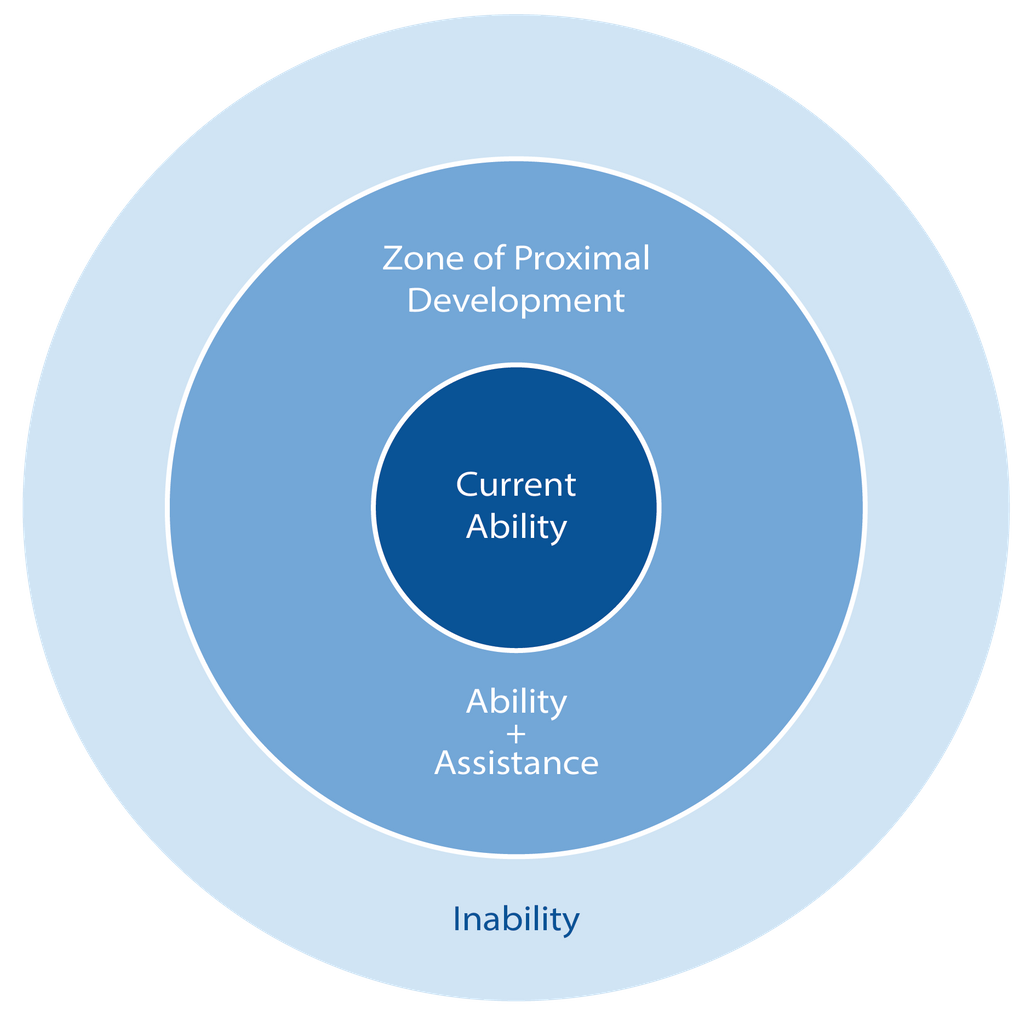 Zone of Proximal
Development
Current
Ability
Ability
+
Assistance
Inability